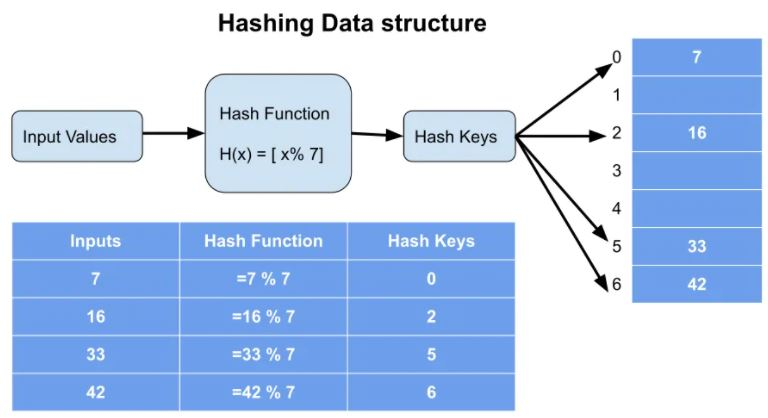 Hashing Data structure
Input Values
Hash Function
H(x) = [ x% 7]
Hash Keys
0 7
1
2 16
3
4
5 33
6 42
Inputs Hash Function Hash Keys
7 =7 % 7 0
16 =16 % 7 2
33 =33 % 7 5
42 =42 % 7 6